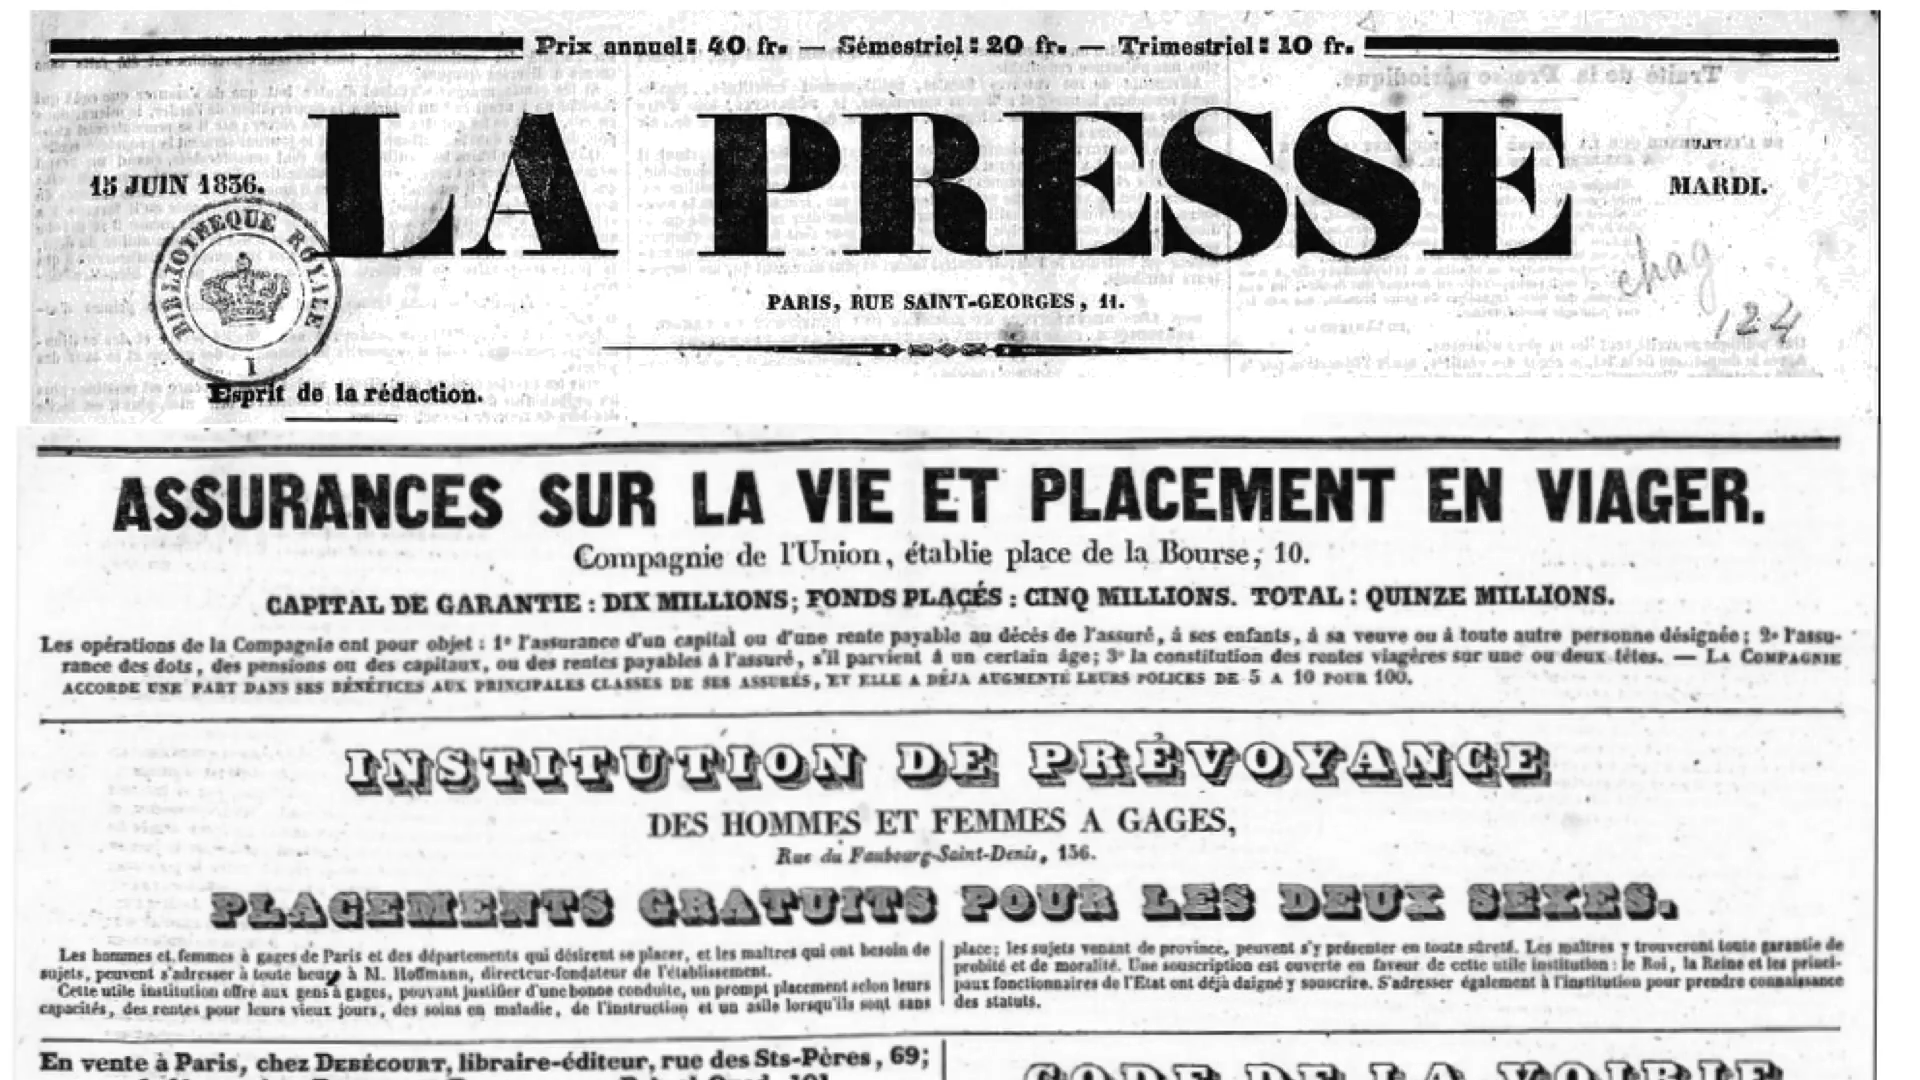 Prix annuel: 40 fr. — Sémestriel: 20 fr. — Trimestriel: 10 fr.
15 JUIN 1836.
LA PRESSE
MARDI.
BIBLIOTHEQUE ROYALE
1
chag
124
PARIS, RUE SAINT-GEORGES, 11.
Esprit de la rédaction.
ASSURANCES SUR LA VIE ET PLACEMENT EN VIAGER.
Compagnie de l'Union, établie place de la Bourse, 10.
CAPITAL DE GARANTIE : DIX MILLIONS; FONDS PLACÉS : CINQ MILLIONS. TOTAL : QUINZE MILLIONS.
Les opérations de la Compagnie ont pour objet : 1° l'assurance d'un capital ou d'une rente payable au décès de l'assuré, à ses enfants, à sa veuve ou à toute autre personne désignée; 2° l'assu-
rance des dots, des pensions ou des capitaux, ou des rentes payables à l'assuré, s'il parvient à un certain âge; 3° la constitution des rentes viagères sur une ou deux têtes. — LA COMPAGNIE
ACCORDE UNE PART DANS SES BÉNÉFICES AUX PRINCIPALES CLASSES DE SES ASSURÉS, ET ELLE A DÉJA AUGMENTÉ LEURS POLICES DE 5 A 10 POUR 100.
INSTITUTION DE PRÉVOYANCE
DES HOMMES ET FEMMES A GAGES,
Rue du Faubourg-Saint-Denis, 156.
PLACEMENTS GRATUITS POUR LES DEUX SEXES.
Les hommes et femmes à gages de Paris et des départements qui désirent se placer, et les maîtres qui ont besoin de
sujets, peuvent s'adresser à toute heure à M. Hoffmann, directeur-fondateur de l'établissement.
Cette utile institution offre aux gens à gages, pouvant justifier d'une bonne conduite, un prompt placement selon leurs
capacités, des rentes pour leurs vieux jours, des soins en maladie, de l'instruction et un asile lorsqu'ils sont sans
place; les sujets venant de province, peuvent s'y présenter en toute sûreté. Les maîtres y trouveront toute garantie de
probité et de moralité. Une souscription est ouverte en faveur de cette utile institution : le Roi, la Reine et les princi-
paux fonctionnaires de l'Etat ont déjà daigné y souscrire. S'adresser également à l'institution pour prendre connaissance
des statuts.
En vente à Paris, chez DEBÉCOURT, libraire-éditeur, rue des Sts-Pères, 69;
CODE DE LA VOIRIE